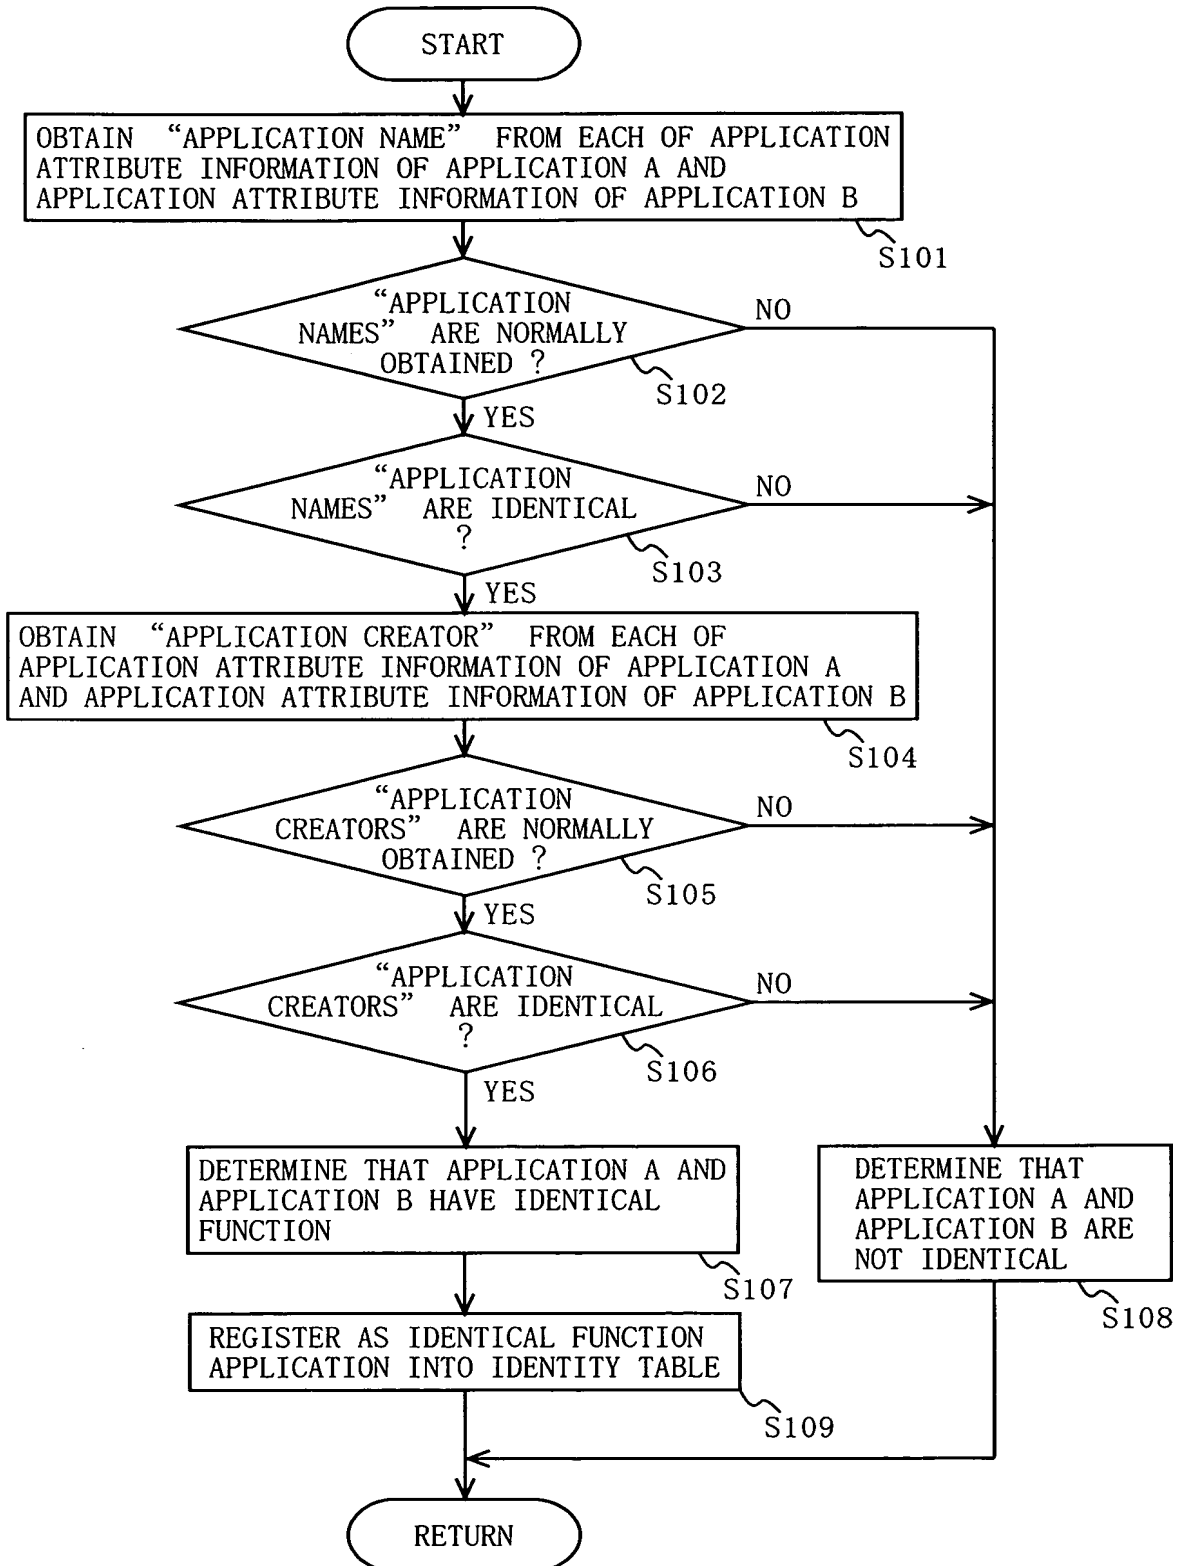 START
OBTAIN “APPLICATION NAME” FROM EACH OF APPLICATION
ATTRIBUTE INFORMATION OF APPLICATION A AND
APPLICATION ATTRIBUTE INFORMATION OF APPLICATION B
S101
“APPLICATION
NAMES” ARE NORMALLY
OBTAINED ?
NO
S102
YES
“APPLICATION
NAMES” ARE IDENTICAL
?
NO
S103
YES
OBTAIN “APPLICATION CREATOR” FROM EACH OF
APPLICATION ATTRIBUTE INFORMATION OF APPLICATION A
AND APPLICATION ATTRIBUTE INFORMATION OF APPLICATION B
S104
“APPLICATION
CREATORS” ARE NORMALLY
OBTAINED ?
NO
S105
YES
“APPLICATION
CREATORS” ARE IDENTICAL
?
NO
S106
YES
DETERMINE THAT APPLICATION A AND
APPLICATION B HAVE IDENTICAL
FUNCTION
S107
DETERMINE THAT
APPLICATION A AND
APPLICATION B ARE
NOT IDENTICAL
S108
REGISTER AS IDENTICAL FUNCTION
APPLICATION INTO IDENTITY TABLE
S109
RETURN